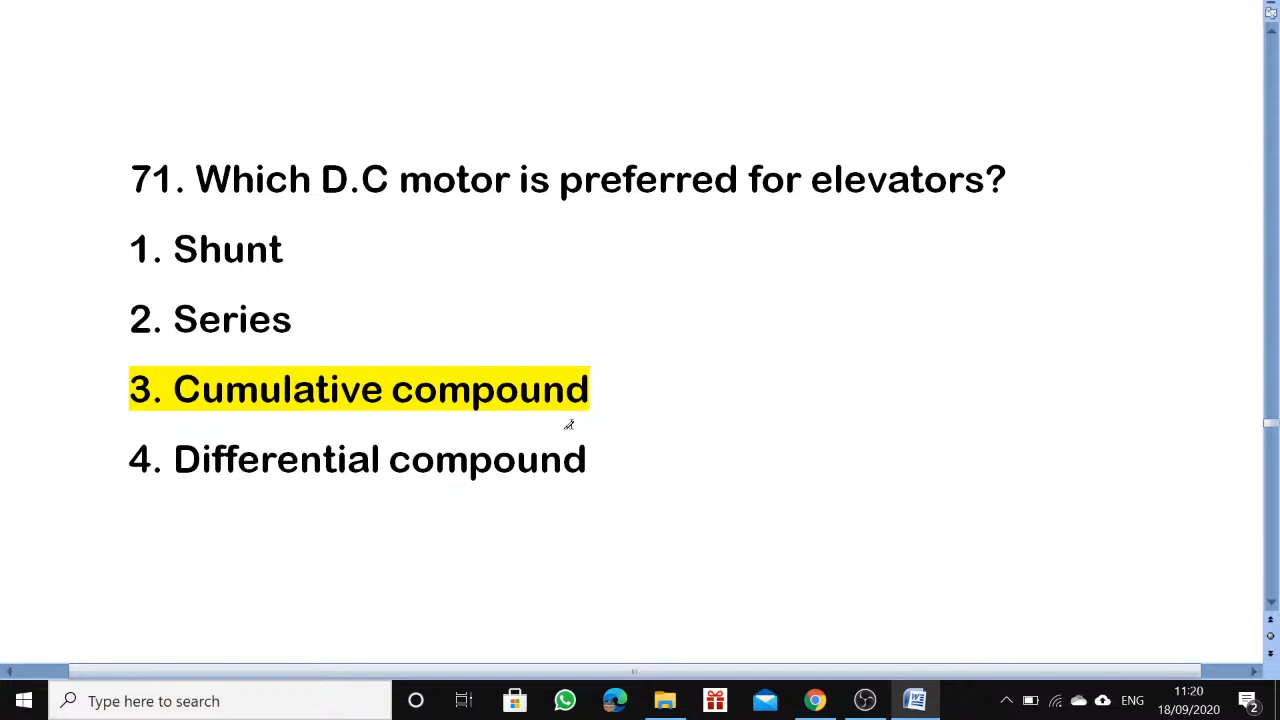 71. Which D.C motor is preferred for elevators?
1. Shunt
2. Series
3. Cumulative compound
4. Differential compound
Type here to search
ENG
11:20
18/09/2020
2